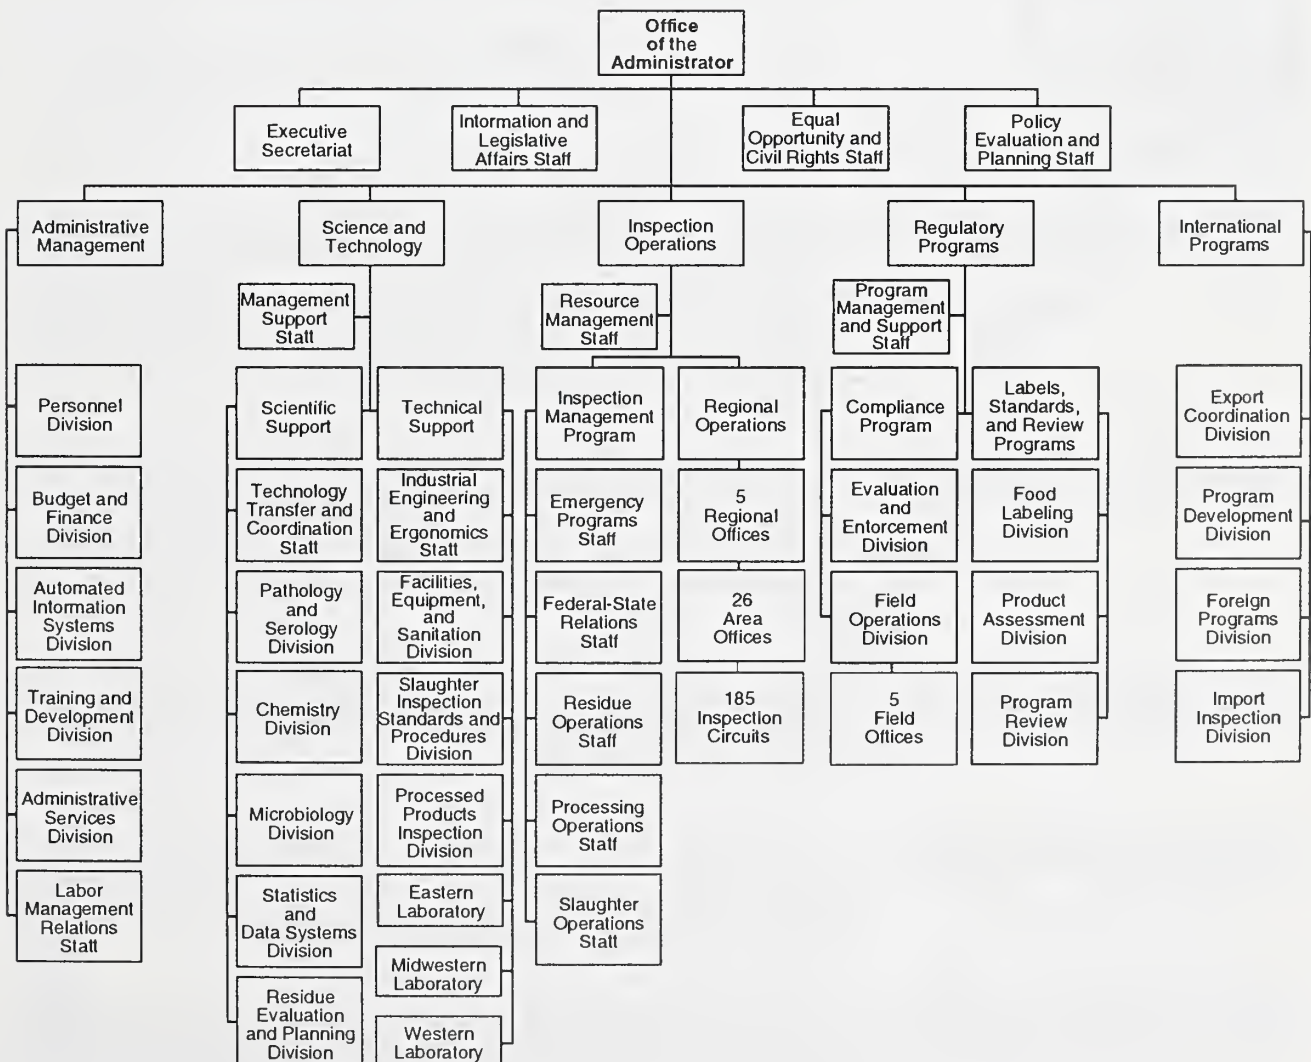 Office
of the
Administrator
Executive
Secretariat
Information and
Legislative
Affairs Staff
Equal
Opportunity and
Civil Rights Staff
Policy
Evaluation and
Planning Staff
Administrative
Management
Science and
Technology
Inspection
Operations
Regulatory
Programs
International
Programs
Management
Support
Staff
Resource
Management
Staff
Program
Management
and Support
Staff
Personnel
Division
Scientific
Support
Technical
Support
Inspection
Management
Program
Regional
Operations
Compliance
Program
Labels,
Standards,
and Review
Programs
Export
Coordination
Division
Budget and
Finance
Division
Technology
Transfer and
Coordination
Staff
Industrial
Engineering
and
Ergonomics
Staff
Emergency
Programs
Staff
5
Regional
Offices
Evaluation
and
Enforcement
Division
Food
Labeling
Division
Program
Development
Division
Automated
Information
Systems
Division
Pathology
and
Serology
Division
Facilities,
Equipment,
and
Sanitation
Division
Federal-State
Relations
Staff
26
Area
Offices
Field
Operations
Division
Product
Assessment
Division
Foreign
Programs
Division
Training and
Development
Division
Chemistry
Division
Slaughter
Inspection
Standards and
Procedures
Division
Residue
Operations
Staff
185
Inspection
Circuits
5
Field
Offices
Program
Review
Division
Import
Inspection
Division
Administrative
Services
Division
Microbiology
Division
Processed
Products
Inspection
Division
Processing
Operations
Staff
Labor
Management
Relations
Staff
Statistics
and
Data Systems
Division
Eastern
Laboratory
Slaughter
Operations
Staff
Midwestern
Laboratory
Residue
Evaluation
and Planning
Division
Western
Laboratory